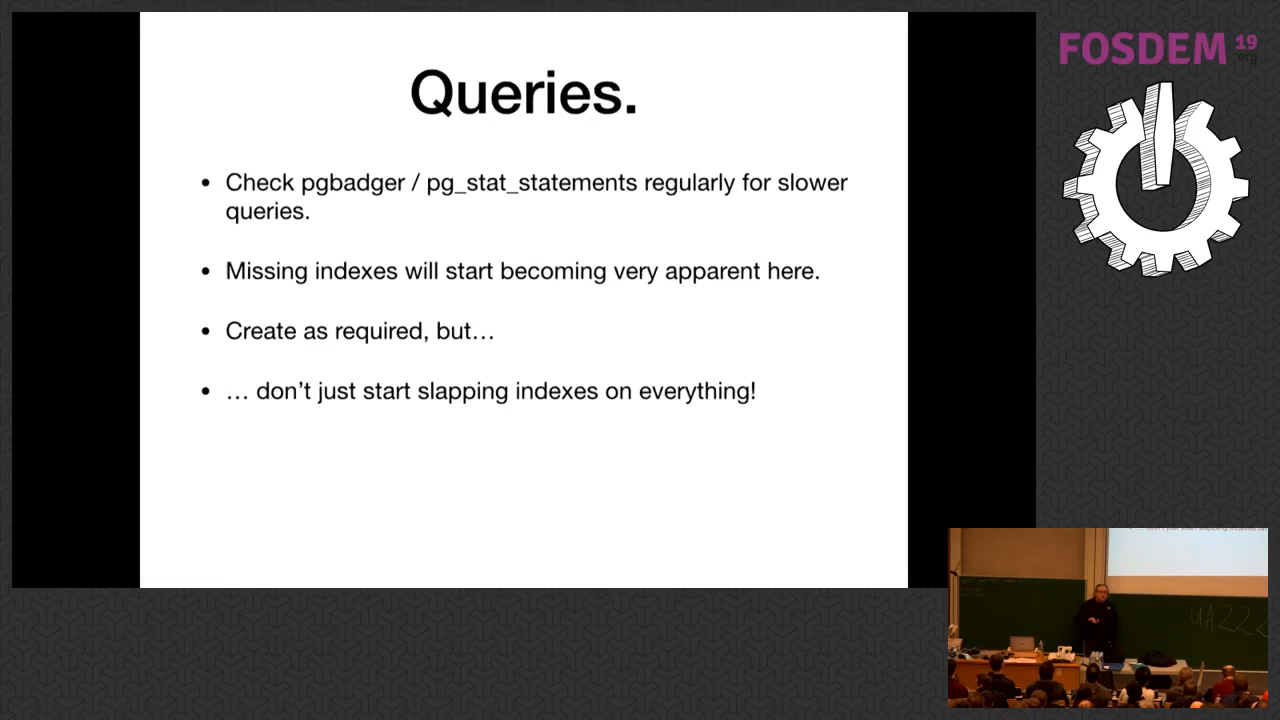 Queries.
• Check pgbadger / pg_stat_statements regularly for slower
queries.
• Missing indexes will start becoming very apparent here.
• Create as required, but…
• … don’t just start slapping indexes on everything!
FOSDEM 19
.org